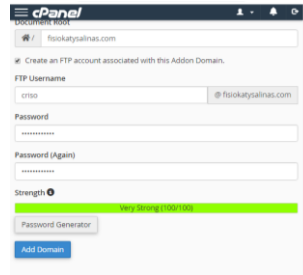 cPanel
Document Root
/ fisiokatysalinas.com
Create an FTP account associated with this Addon Domain.
FTP Username
criso @ fisiokatysalinas.com
Password
••••••••••••
Password (Again)
••••••••••••
Strength
Very Strong (100/100)
Password Generator
Add Domain